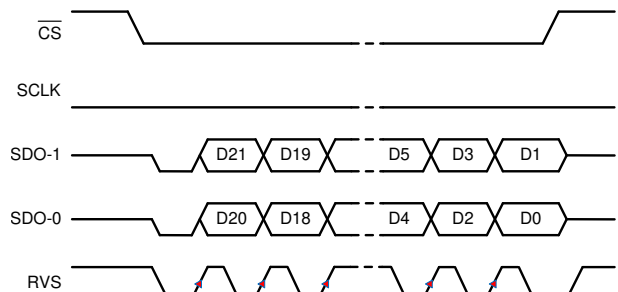 CS
SCLK
SDO-1 D21 D19 D5 D3 D1
SDO-0 D20 D18 D4 D2 D0
RVS